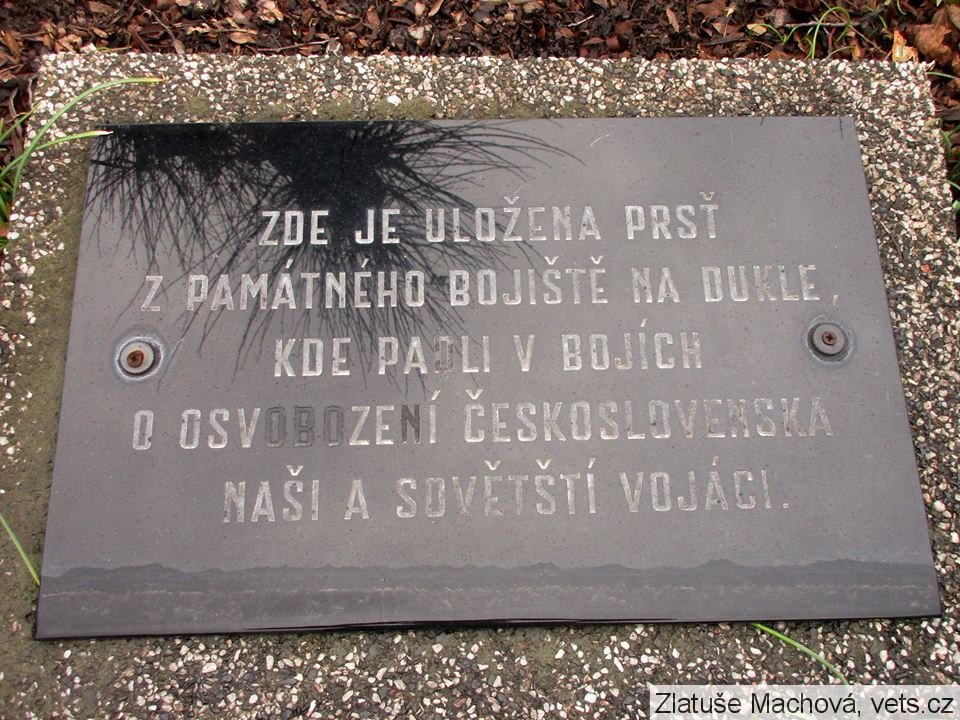 ZDE JE ULOŽENA PRSŤ
Z PAMÁTNÉHO BOJIŠTĚ NA DUKLE,
KDE PADLI V BOJÍCH
O OSVOBOZENÍ ČESKOSLOVENSKA
NAŠI A SOVĚTŠTÍ VOJÁCI.
Zlatuše Machová, vets.cz